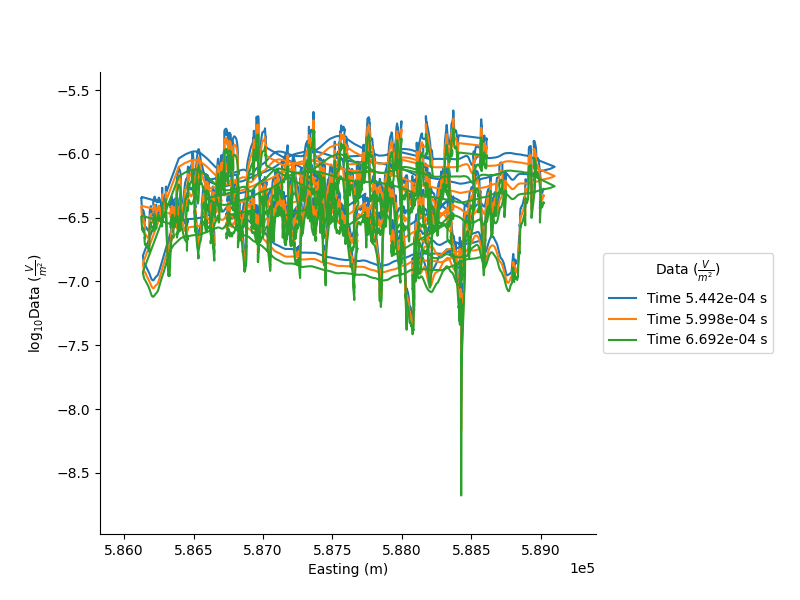 −5.5
−6.0
−6.5
−7.0
−7.5
−8.0
−8.5
log₁₀Data (V/m²)
5.860 5.865 5.870 5.875 5.880 5.885 5.890
1e5
Easting (m)
Data (V/m²)
Time 5.442e-04 s
Time 5.998e-04 s
Time 6.692e-04 s